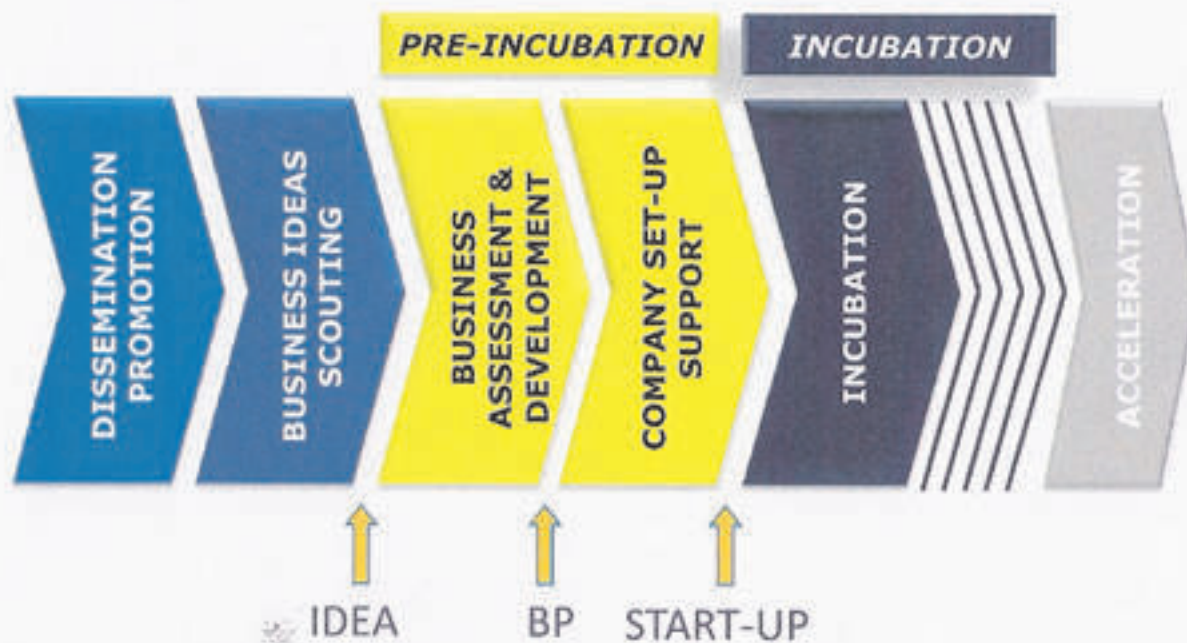 PRE-INCUBATION
INCUBATION
DISSEMINATION
PROMOTION
BUSINESS IDEAS
SCOUTING
BUSINESS
ASSESSMENT &
DEVELOPMENT
COMPANY SET-UP
SUPPORT
INCUBATION
ACCELERATION
IDEA
BP
START-UP